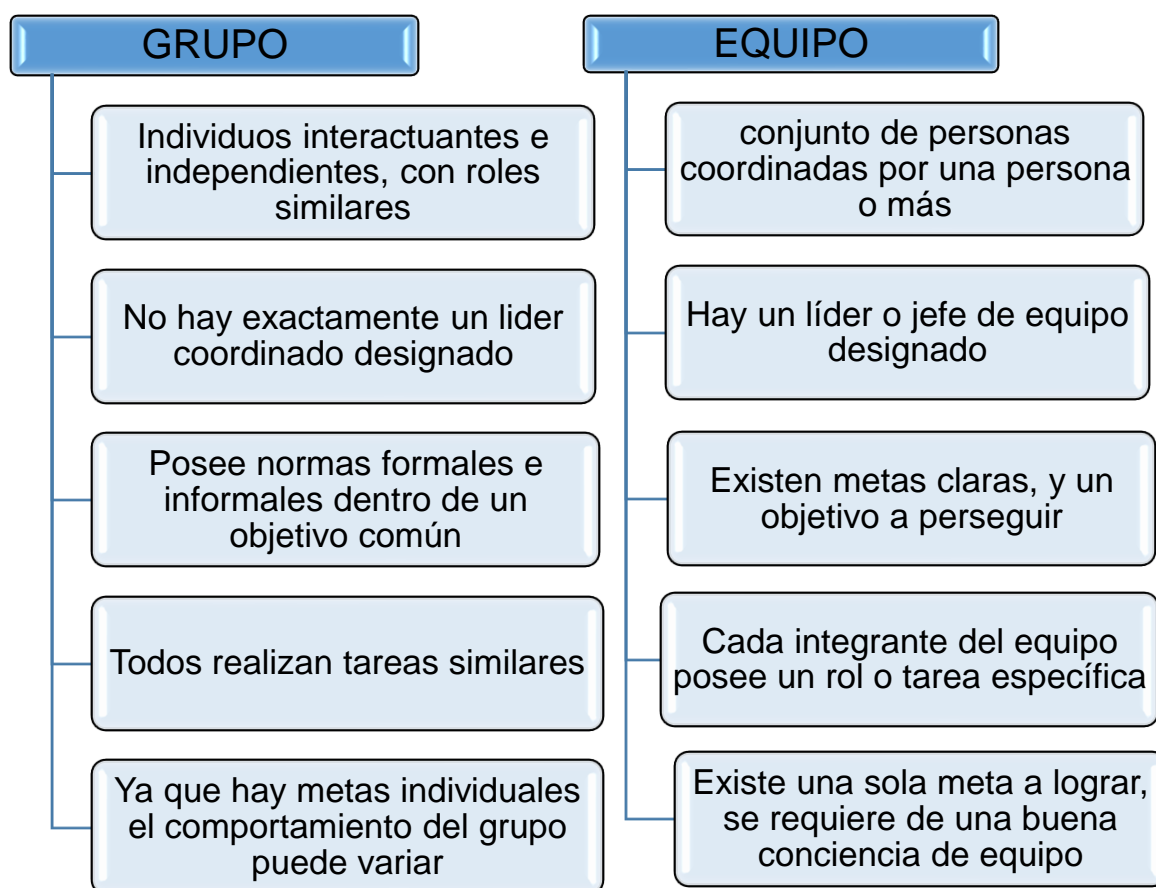 GRUPO
Individuos interactuantes e
independientes, con roles
similares
No hay exactamente un lider
coordinado designado
Posee normas formales e
informales dentro de un
objetivo común
Todos realizan tareas similares
Ya que hay metas individuales
el comportamiento del grupo
puede variar
EQUIPO
conjunto de personas
coordinadas por una persona
o más
Hay un líder o jefe de equipo
designado
Existen metas claras, y un
objetivo a perseguir
Cada integrante del equipo
posee un rol o tarea específica
Existe una sola meta a lograr,
se requiere de una buena
conciencia de equipo